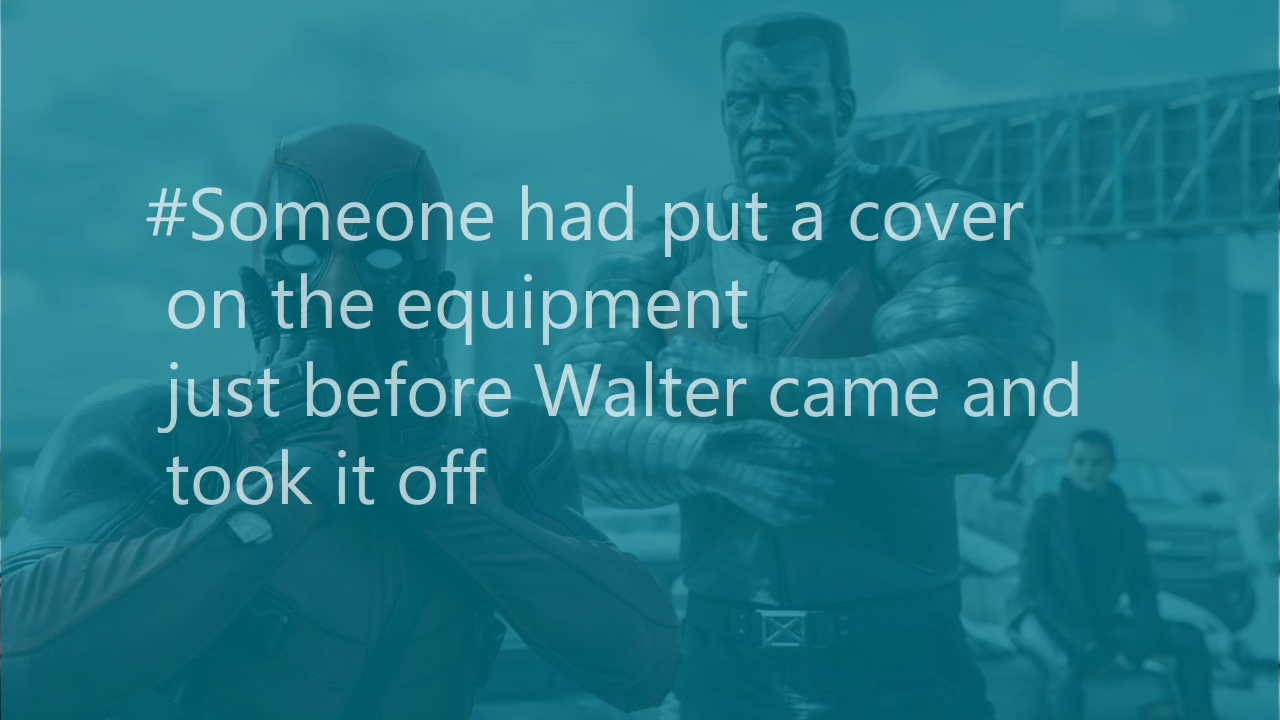 #Someone had put a cover
on the equipment
just before Walter came and
took it off